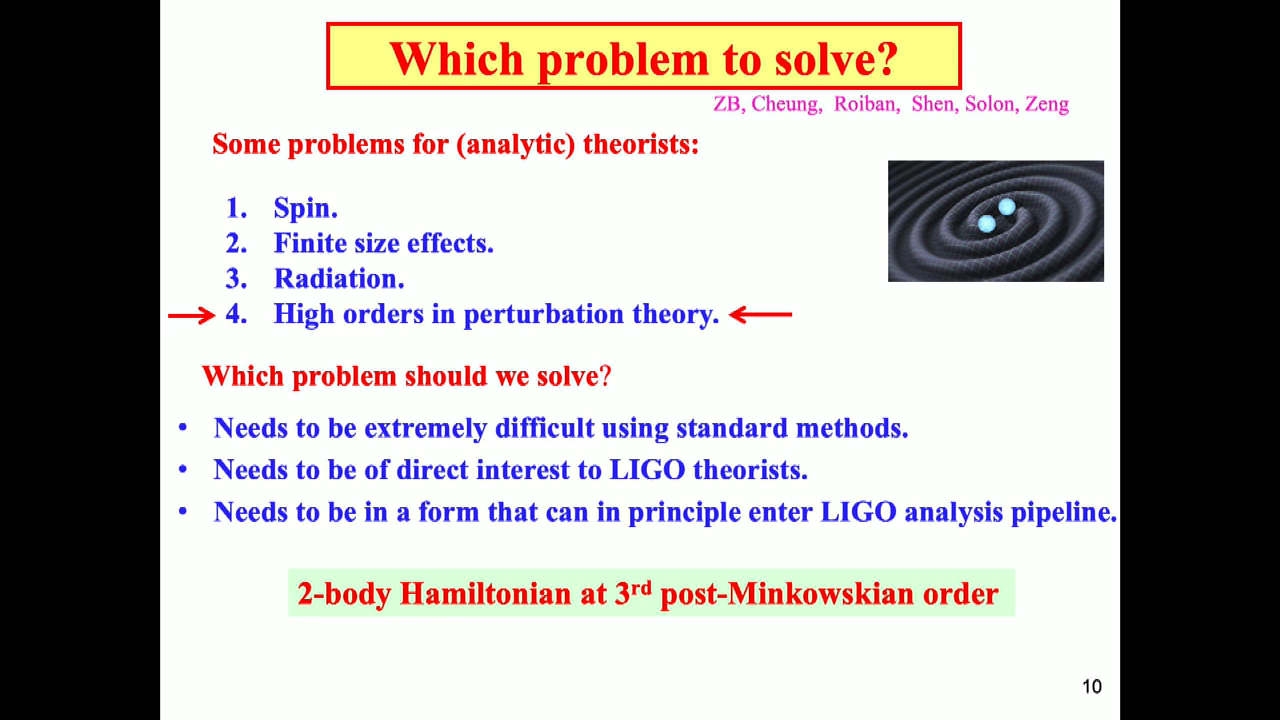 Which problem to solve?
ZB, Cheung, Roiban, Shen, Solon, Zeng
Some problems for (analytic) theorists:
1. Spin.
2. Finite size effects.
3. Radiation.
4. High orders in perturbation theory.
Which problem should we solve?
• Needs to be extremely difficult using standard methods.
• Needs to be of direct interest to LIGO theorists.
• Needs to be in a form that can in principle enter LIGO analysis pipeline.
2-body Hamiltonian at 3rd post-Minkowskian order
10